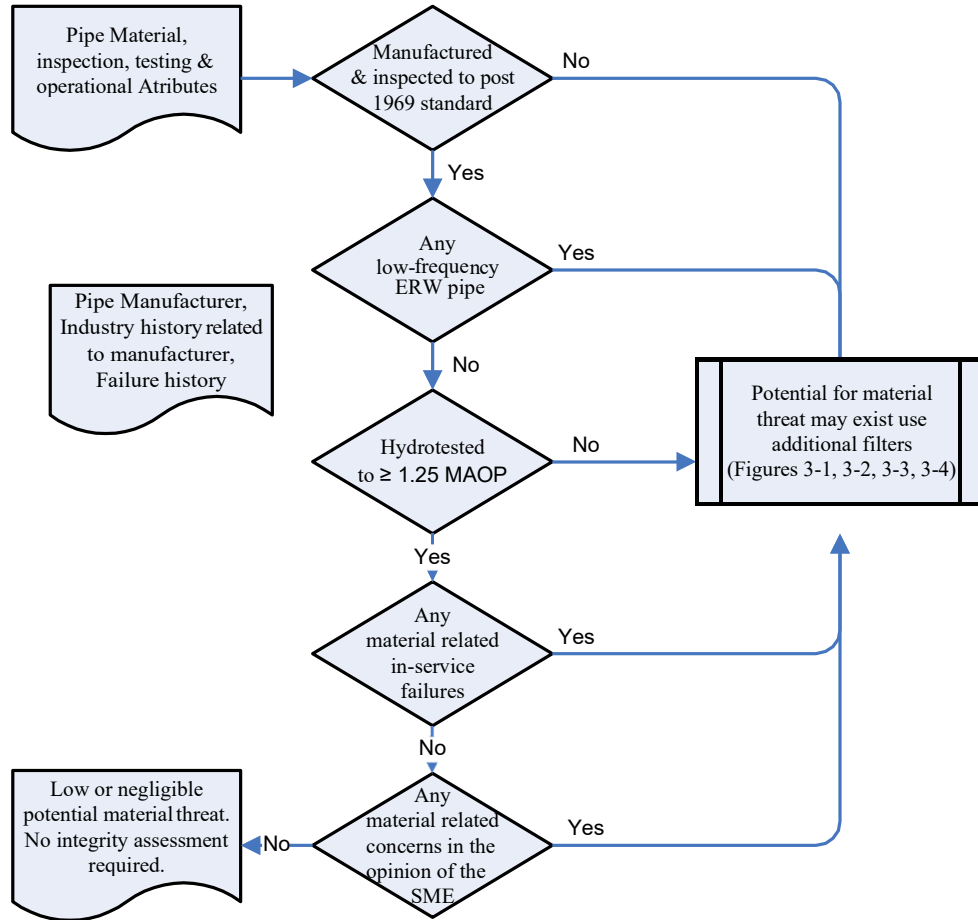 Pipe Material,
inspection, testing &
operational Atributes
Manufactured
& inspected to post
1969 standard
No
Yes
Any
low-frequency
ERW pipe
Yes
No
Pipe Manufacturer,
Industry history related
to manufacturer,
Failure history
Hydrotested
to ≥ 1.25 MAOP
No
Potential for material
threat may exist use
additional filters
(Figures 3-1, 3-2, 3-3, 3-4)
Yes
Any
material related
in-service
failures
Yes
No
Low or negligible
potential material threat.
No integrity assessment
required.
No
Any
material related
concerns in the
opinion of the
SME
Yes